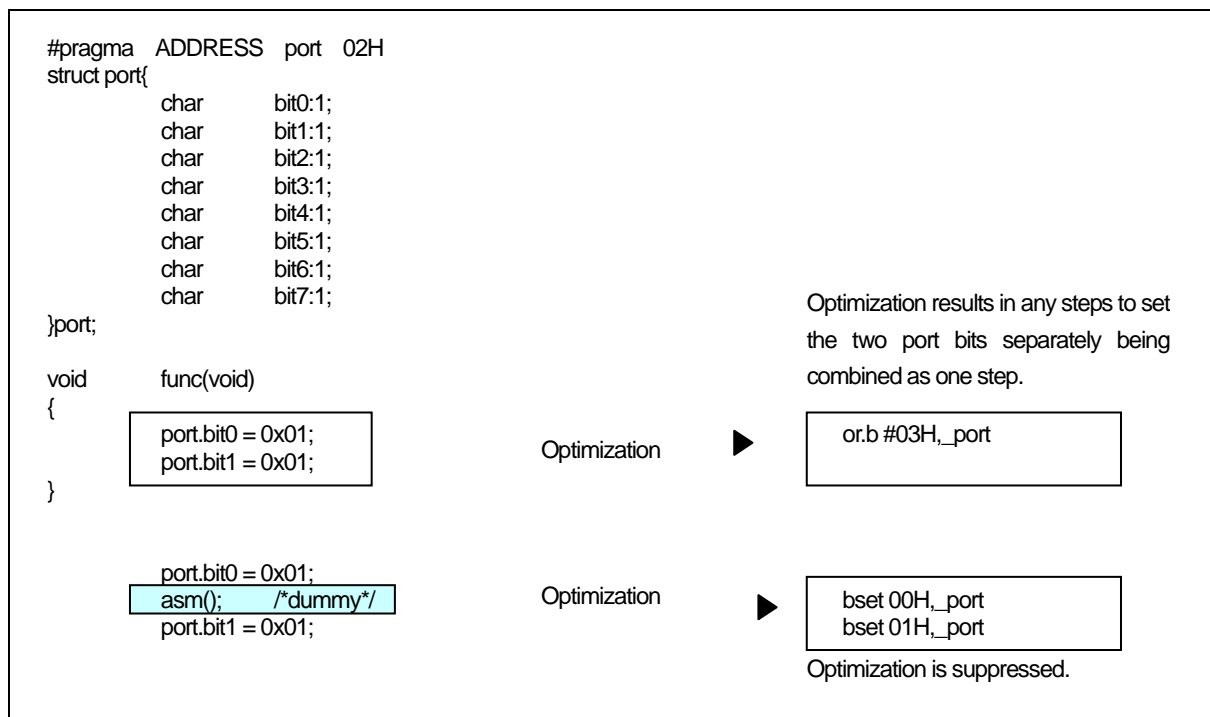 #pragma ADDRESS port 02H
struct port{
char bit0:1;
char bit1:1;
char bit2:1;
char bit3:1;
char bit4:1;
char bit5:1;
char bit6:1;
char bit7:1;
}port;
void func(void)
{
port.bit0 = 0x01;
port.bit1 = 0x01;
}
Optimization
Optimization results in any steps to set
the two port bits separately being
combined as one step.
or.b #03H,_port
port.bit0 = 0x01;
asm(); /*dummy*/
port.bit1 = 0x01;
Optimization
bset 00H,_port
bset 01H,_port
Optimization is suppressed.